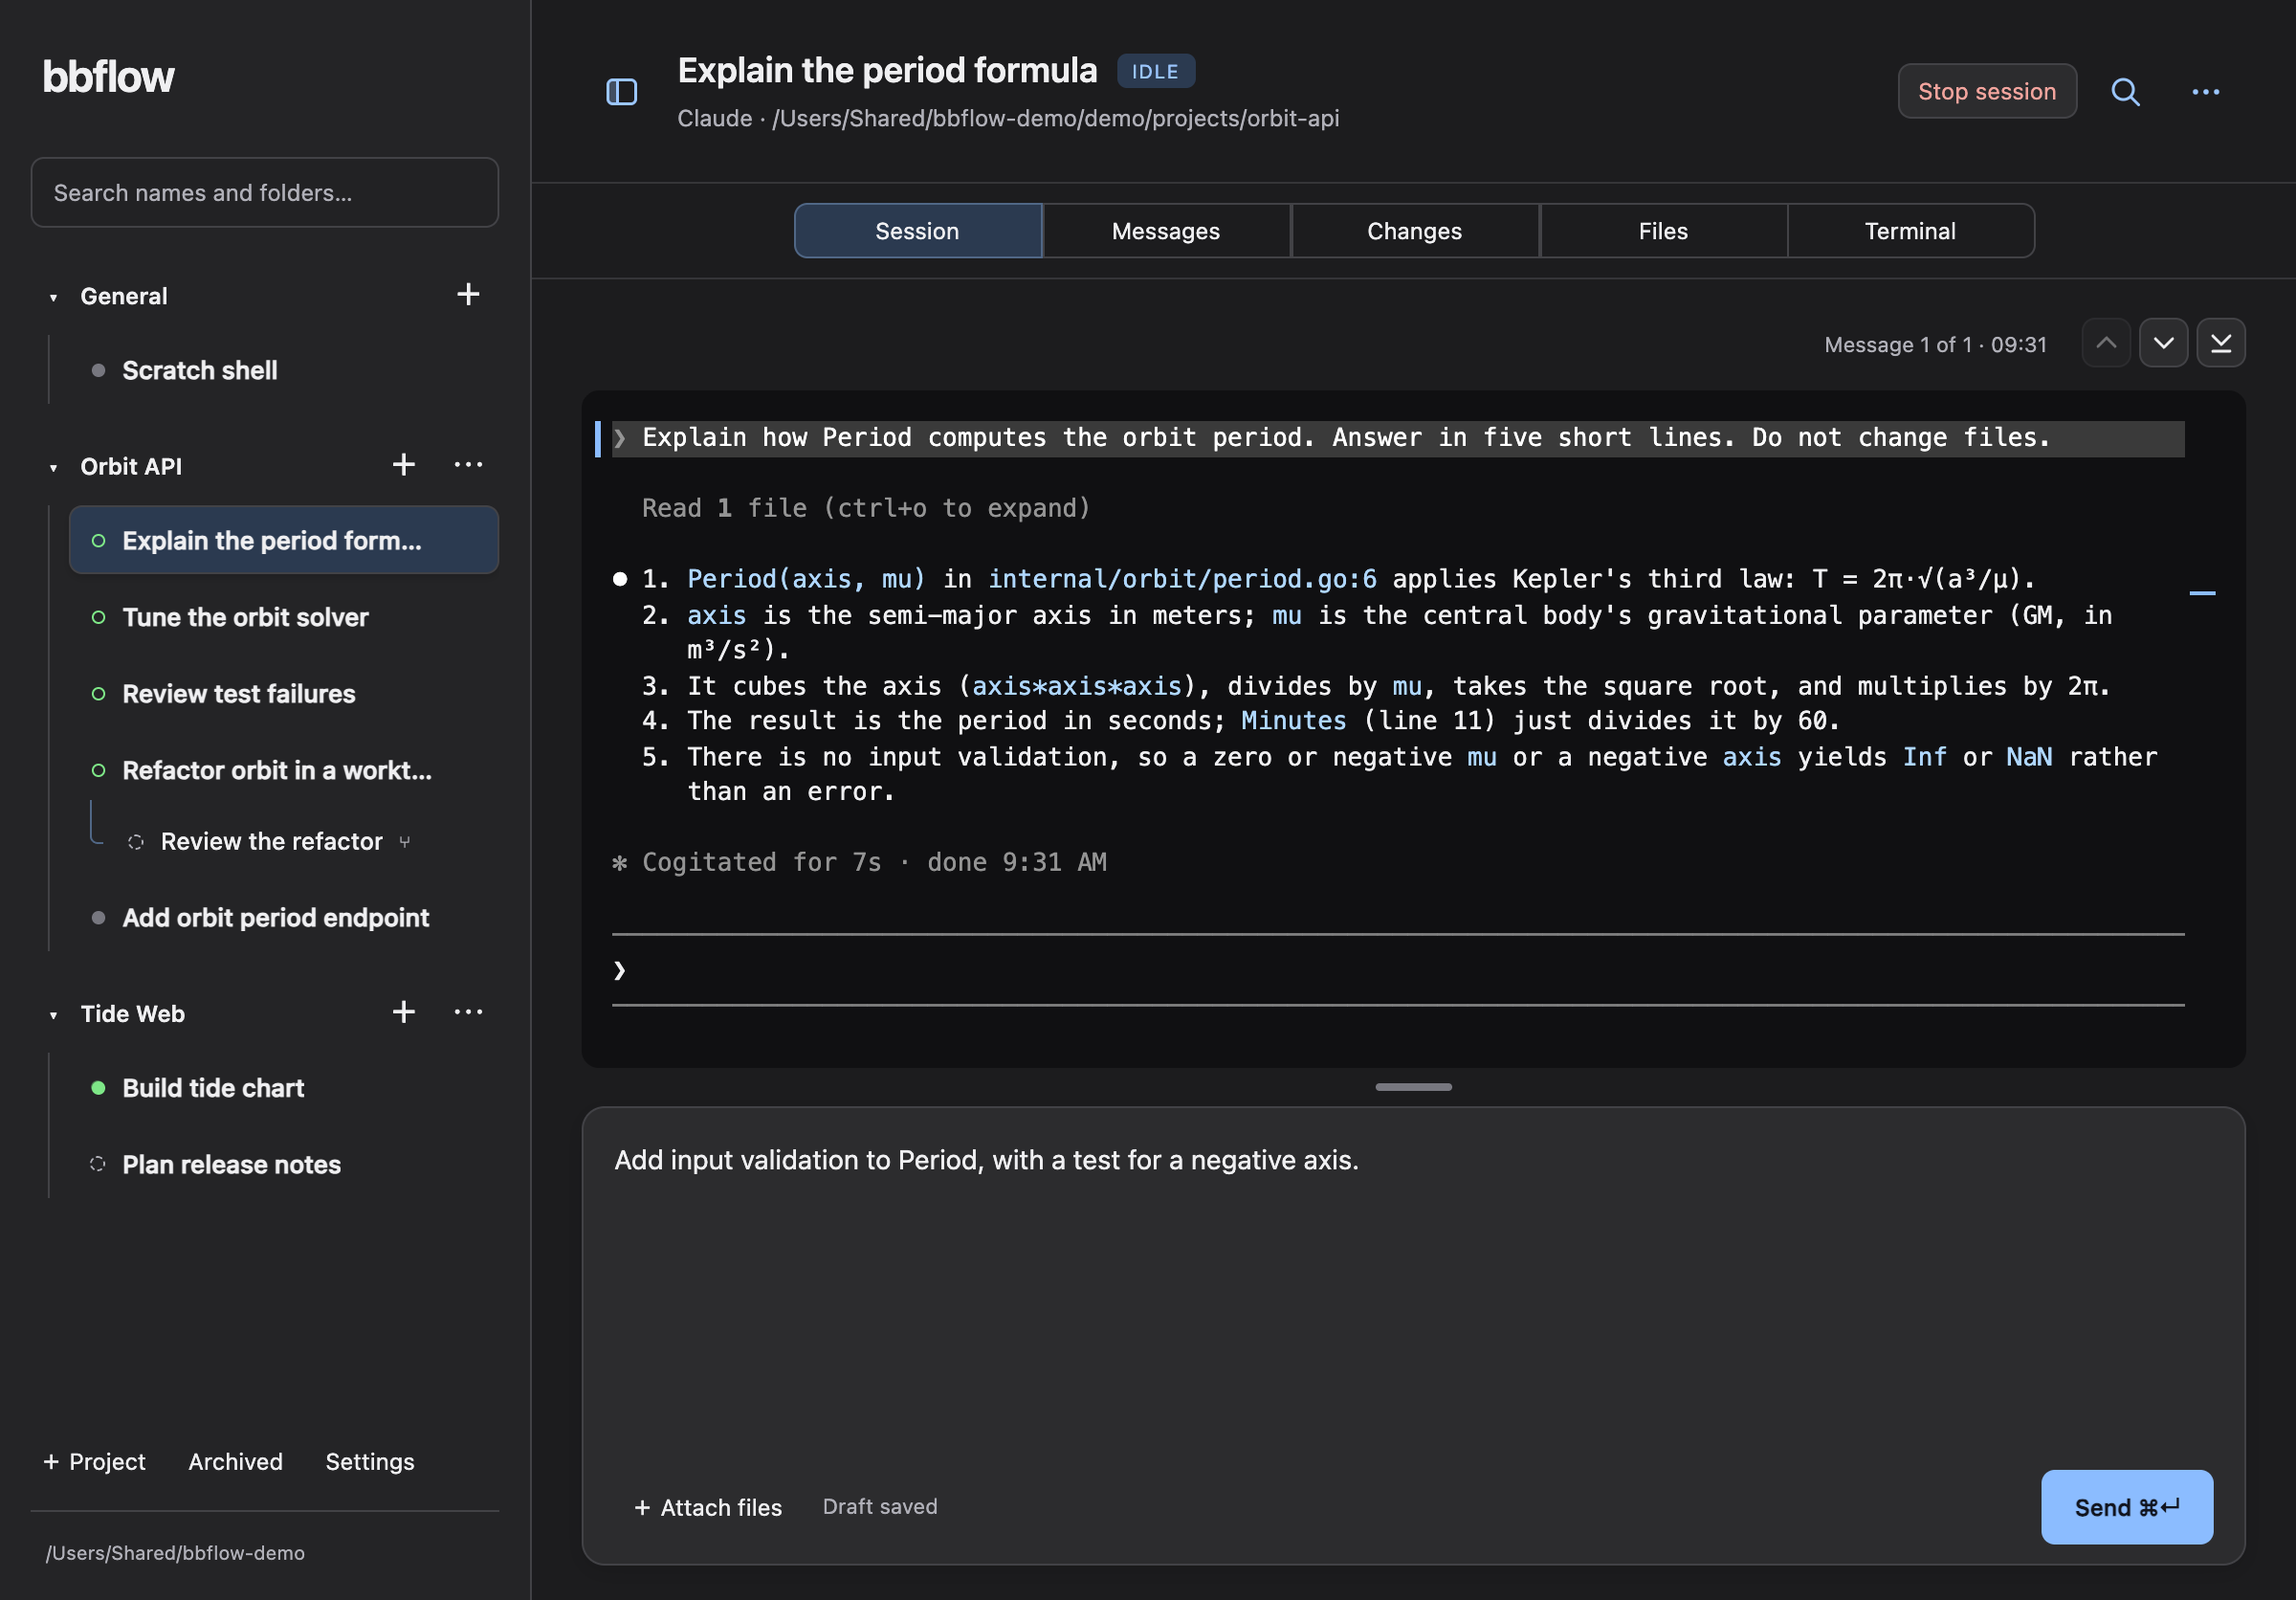 bbflow
Search names and folders...
General
Scratch shell
Orbit API
Explain the period form...
Tune the orbit solver
Review test failures
Refactor orbit in a workt...
Review the refactor
Add orbit period endpoint
Tide Web
Build tide chart
Plan release notes
+ Project Archived Settings
/Users/Shared/bbflow-demo
Explain the period formula IDLE
Claude · /Users/Shared/bbflow-demo/demo/projects/orbit-api
Stop session
Session Messages Changes Files Terminal
Message 1 of 1 · 09:31
❯ Explain how Period computes the orbit period. Answer in five short lines. Do not change files.
Read 1 file (ctrl+o to expand)
● 1. Period(axis, mu) in internal/orbit/period.go:6 applies Kepler's third law: T = 2π·√(a³/μ).
2. axis is the semi-major axis in meters; mu is the central body's gravitational parameter (GM, in
m³/s²).
3. It cubes the axis (axis*axis*axis), divides by mu, takes the square root, and multiplies by 2π.
4. The result is the period in seconds; Minutes (line 11) just divides it by 60.
5. There is no input validation, so a zero or negative mu or a negative axis yields Inf or NaN rather
than an error.
✻ Cogitated for 7s · done 9:31 AM
❯
Add input validation to Period, with a test for a negative axis.
+ Attach files Draft saved
Send ⌘↵